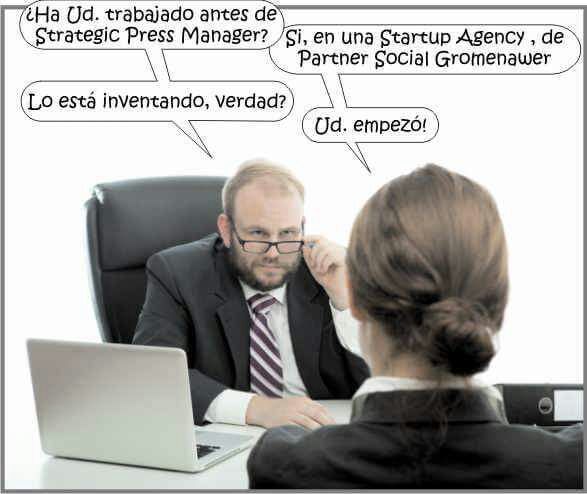 ¿Ha Ud. trabajado antes de
Strategic Press Manager?
Si, en una Startup Agency , de
Partner Social Gromenawer
Lo está inventando, verdad?
Ud. empezó!